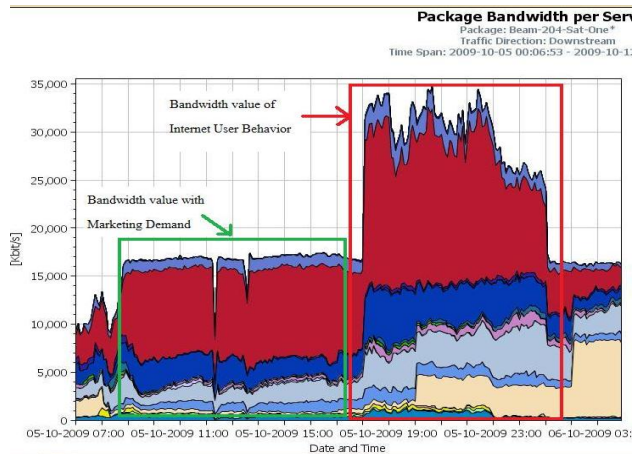 Package Bandwidth per Serv
Package: Beam-204-Sat-One*
Traffic Direction: Downstream
Time Span: 2009-10-05 00:06:53 - 2009-10-12
35,000
30,000
25,000
20,000
15,000
10,000
5,000
0
[Kbit/s]
Bandwidth value of
Internet User Behavior
Bandwidth value with
Marketing Demand
05-10-2009 07:00 05-10-2009 11:00 05-10-2009 15:00 05-10-2009 19:00 05-10-2009 23:00 06-10-2009 03:
Date and Time